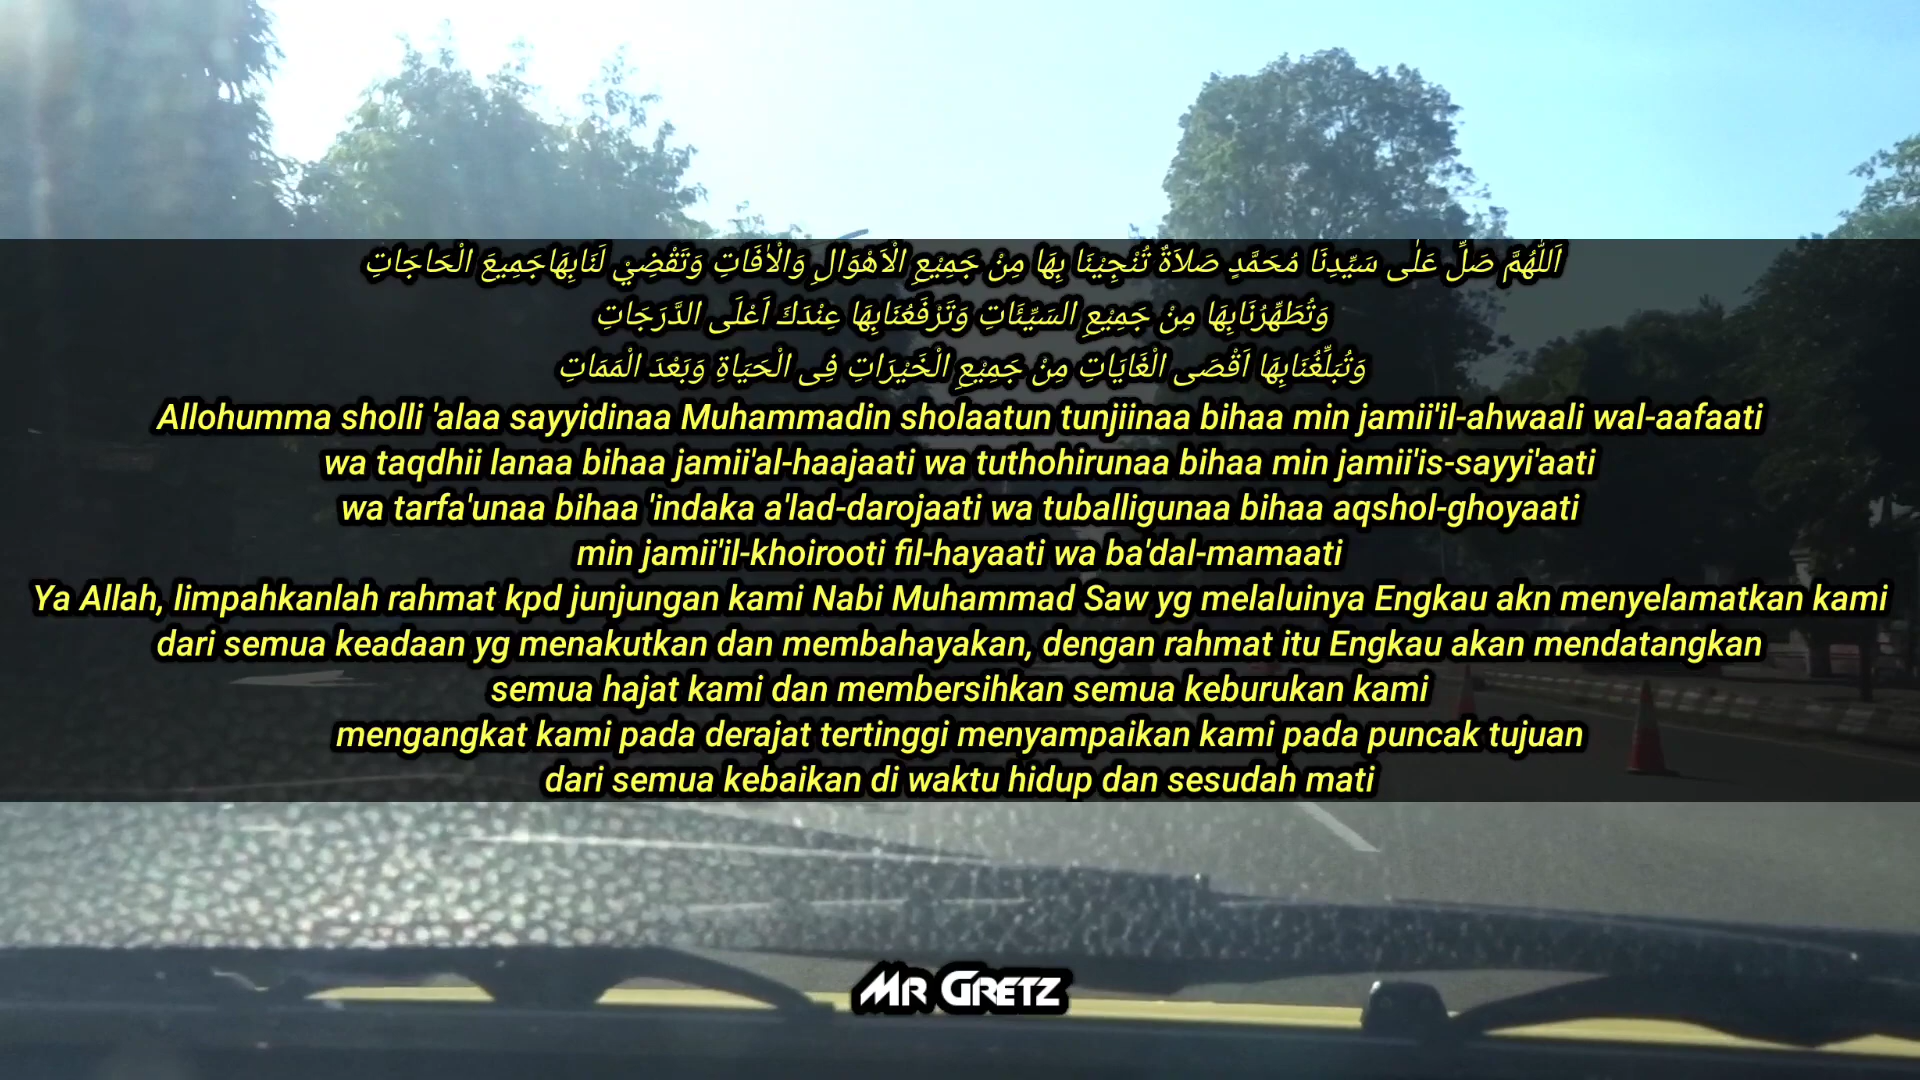 اَللّٰهُمَّ صَلِّ عَلٰى سَيِّدِنَا مُحَمَّدٍ صَلاَةً تُنْجِيْنَا بِهَا مِنْ جَمِيْعِ الْاَهْوَالِ وَالْاٰفَاتِ وَتَقْضِيْ لَنَابِهَاجَمِيعَ الْحَاجَاتِ
وَتُطَهِّرُنَابِهَا مِنْ جَمِيْعِ السَيِّئَاتِ وَتَرْفَعُنَابِهَا عِنْدَكَ اَعْلَى الدَّرَجَاتِ
وَتُبَلِّغُنَابِهَا اَقْصَى الْغَايَاتِ مِنْ جَمِيْعِ الْخَيْرَاتِ فِى الْحَيَاةِ وَبَعْدَ الْمَمَاتِ
Allohumma sholli 'alaa sayyidinaa Muhammadin sholaatun tunjiinaa bihaa min jamii'il-ahwaali wal-aafaati
wa taqdhii lanaa bihaa jamii'al-haajaati wa tuthohirunaa bihaa min jamii'is-sayyi'aati
wa tarfa'unaa bihaa 'indaka a'lad-darojaati wa tuballigunaa bihaa aqshol-ghoyaati
min jamii'il-khoirooti fil-hayaati wa ba'dal-mamaati
Ya Allah, limpahkanlah rahmat kpd junjungan kami Nabi Muhammad Saw yg melaluinya Engkau akn menyelamatkan kami
dari semua keadaan yg menakutkan dan membahayakan, dengan rahmat itu Engkau akan mendatangkan
semua hajat kami dan membersihkan semua keburukan kami
mengangkat kami pada derajat tertinggi menyampaikan kami pada puncak tujuan
dari semua kebaikan di waktu hidup dan sesudah mati
Mr Gretz